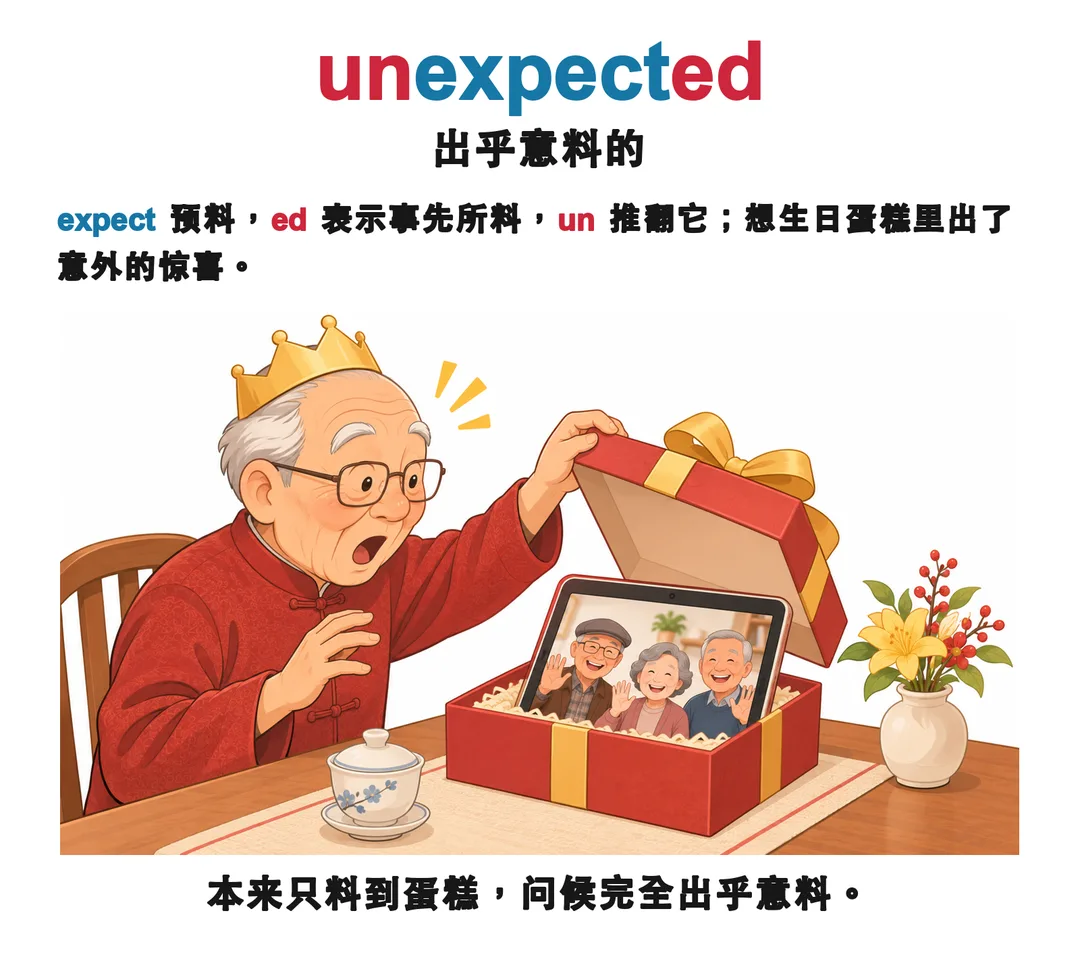 unexpected
出乎意料的
expect 预料，ed 表示事先所料，un 推翻它；想生日蛋糕里出了
意外的惊喜。
本来只料到蛋糕，问候完全出乎意料。